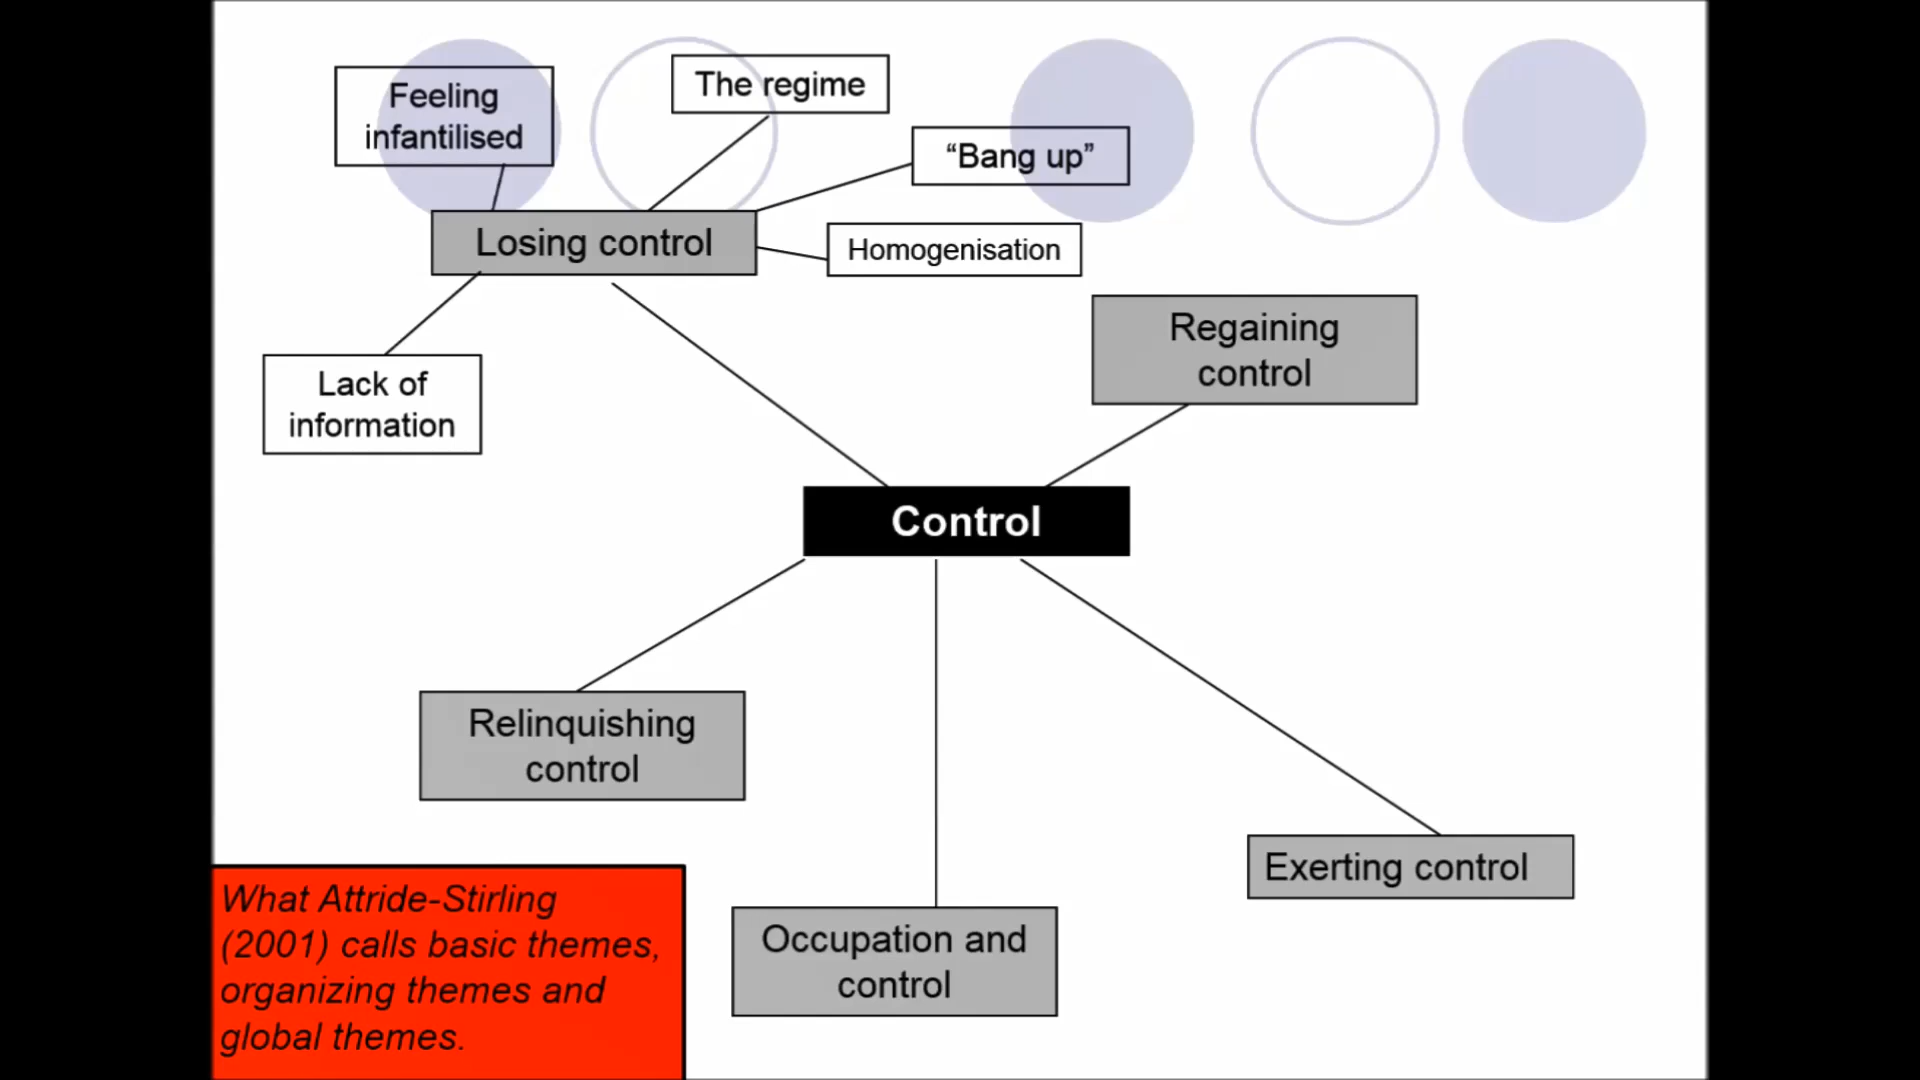 Feeling
infantilised
The regime
“Bang up”
Losing control
Homogenisation
Regaining
control
Lack of
information
Control
Relinquishing
control
Exerting control
Occupation and
control
What Attride-Stirling
(2001) calls basic themes,
organizing themes and
global themes.